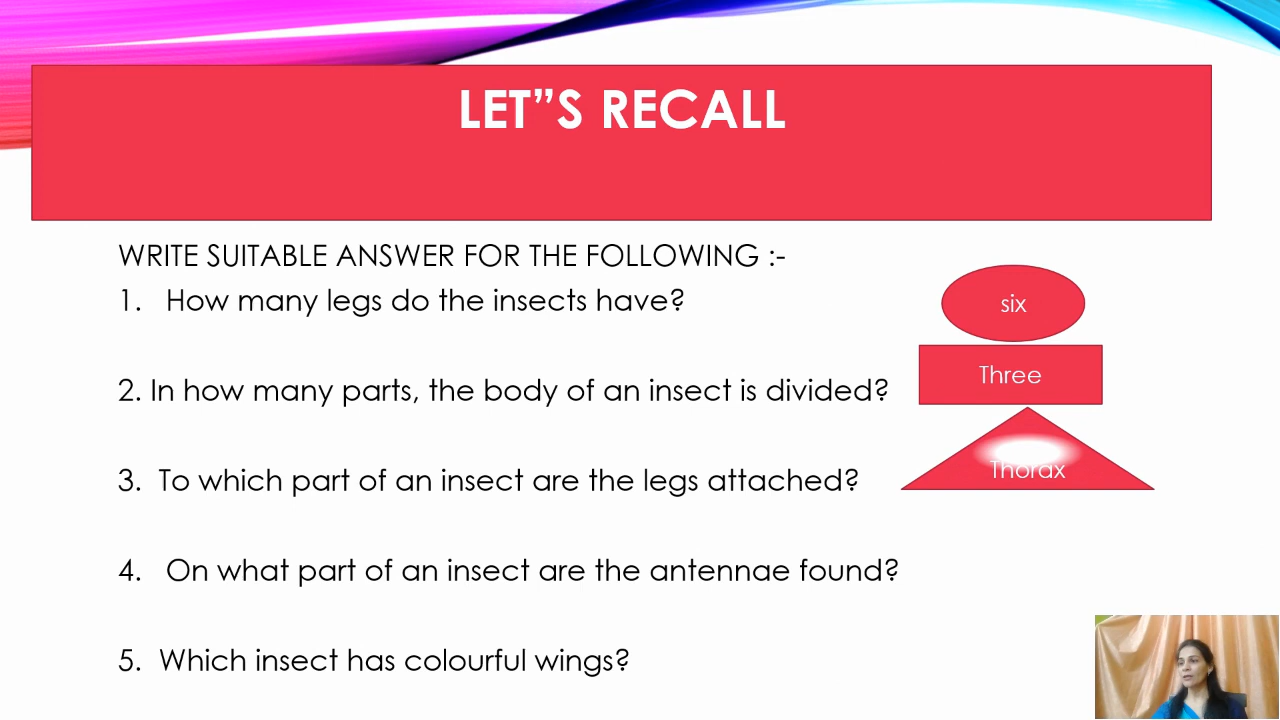 LET”S RECALL
WRITE SUITABLE ANSWER FOR THE FOLLOWING :-
1. How many legs do the insects have?
six
2. In how many parts, the body of an insect is divided?
Three
3. To which part of an insect are the legs attached?
Thorax
4. On what part of an insect are the antennae found?
5. Which insect has colourful wings?